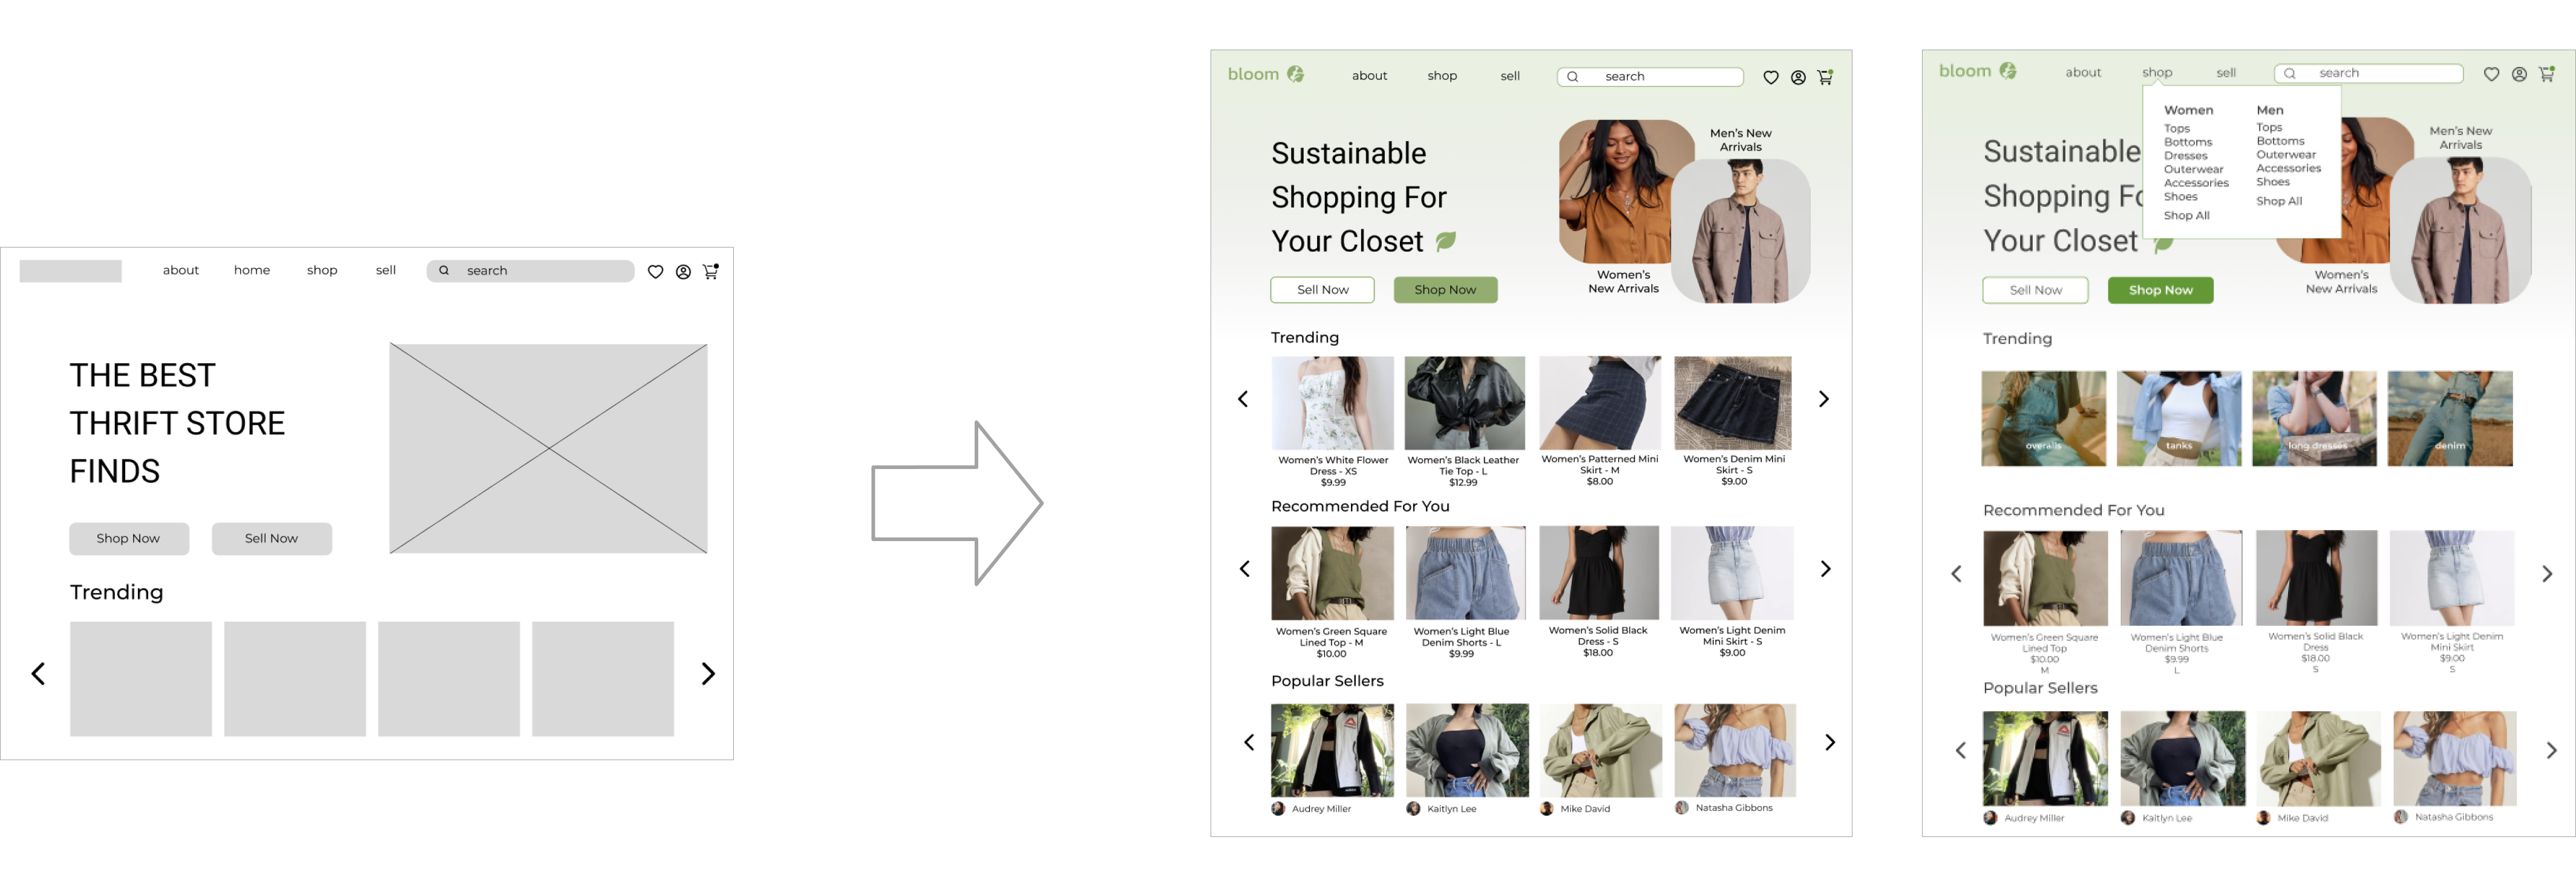 about home shop sell search
THE BEST
THRIFT STORE
FINDS
Shop Now Sell Now
Trending
bloom about shop sell search
Sustainable
Shopping For
Your Closet
Men's New
Arrivals
Women's
New Arrivals
Sell Now Shop Now
Trending
Women's White Flower
Dress - XS
$9.99
Women's Black Leather
Tie Top - L
$12.99
Women's Patterned Mini
Skirt - M
$8.00
Women's Denim Mini
Skirt - S
$9.00
Recommended For You
Women's Green Square
Lined Top - M
$10.00
Women's Light Blue
Denim Shorts - L
$9.99
Women's Solid Black
Dress - S
$18.00
Women's Light Denim
Mini Skirt - S
$9.00
Popular Sellers
Audrey Miller
Kaitlyn Lee
Mike David
Natasha Gibbons
bloom about shop sell search
Women
Tops
Bottoms
Dresses
Outerwear
Accessories
Shoes
Shop All
Men
Tops
Bottoms
Outerwear
Accessories
Shoes
Shop All
Sustainable
Shopping Fo
Your Closet
Men's New
Arrivals
Women's
New Arrivals
Sell Now Shop Now
Trending
overalls
tanks
long dresses
denim
Recommended For You
Women's Green Square
Lined Top
$10.00
M
Women's Light Blue
Denim Shorts
$9.99
L
Women's Solid Black
Dress
$18.00
S
Women's Light Denim
Mini Skirt
$9.00
S
Popular Sellers
Audrey Miller
Kaitlyn Lee
Mike David
Natasha Gibbons